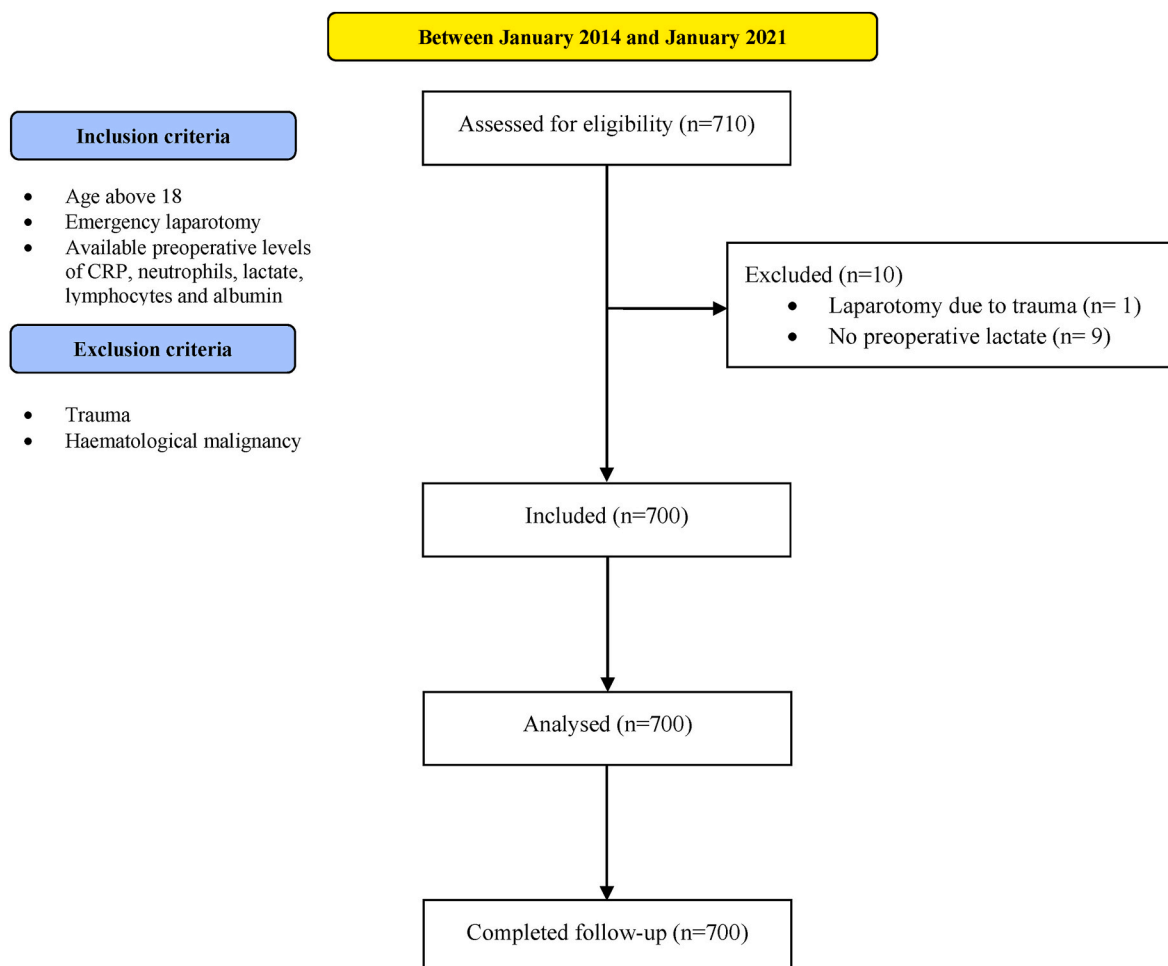 Between January 2014 and January 2021
Assessed for eligibility (n=710)
Inclusion criteria
• Age above 18
• Emergency laparotomy
• Available preoperative levels
of CRP, neutrophils, lactate,
lymphocytes and albumin
Exclusion criteria
• Trauma
• Haematological malignancy
Excluded (n=10)
• Laparotomy due to trauma (n= 1)
• No preoperative lactate (n= 9)
Included (n=700)
Analysed (n=700)
Completed follow-up (n=700)